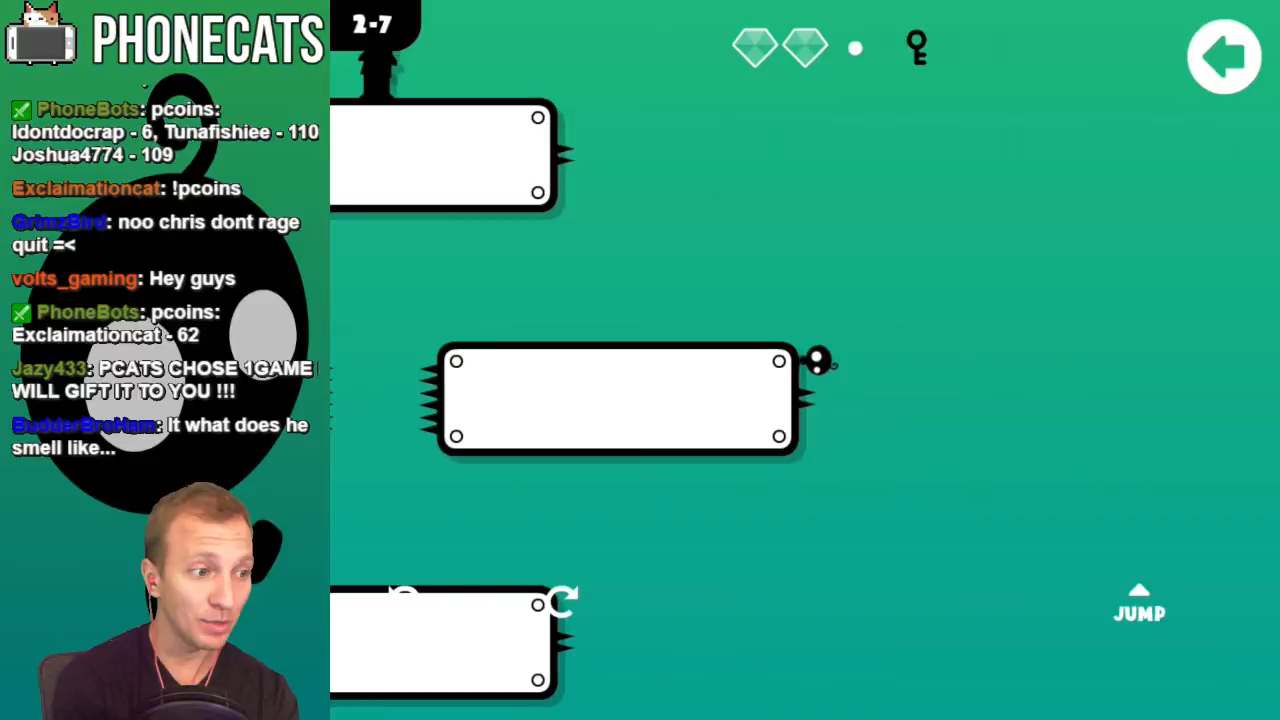 PHONECATS
PhoneBots: pcoins:
Idontdocrap - 6, Tunafishiee - 110
Joshua4774 - 109
Exclaimationcat: !pcoins
GrimzBird: noo chris dont rage
quit =<
volts_gaming: Hey guys
PhoneBots: pcoins:
Exclaimationcat - 62
Jazy433: PCATS CHOSE 1GAME I
WILL GIFT IT TO YOU !!!
BudderBroHam: It what does he
smell like...
2-7
JUMP